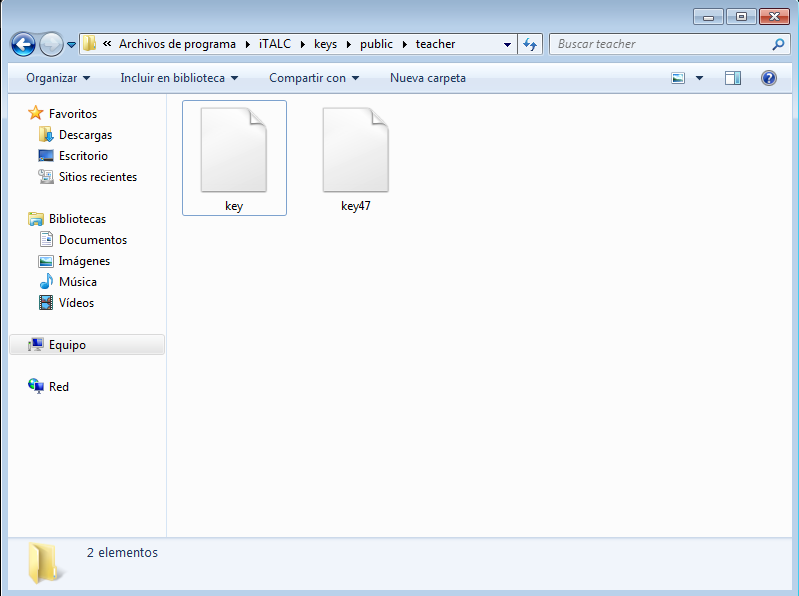 « Archivos de programa iTALC keys public teacher Buscar teacher
Organizar Incluir en biblioteca Compartir con Nueva carpeta
Favoritos
Descargas
Escritorio
Sitios recientes
Bibliotecas
Documentos
Imágenes
Música
Vídeos
Equipo
Red
key key47
2 elementos